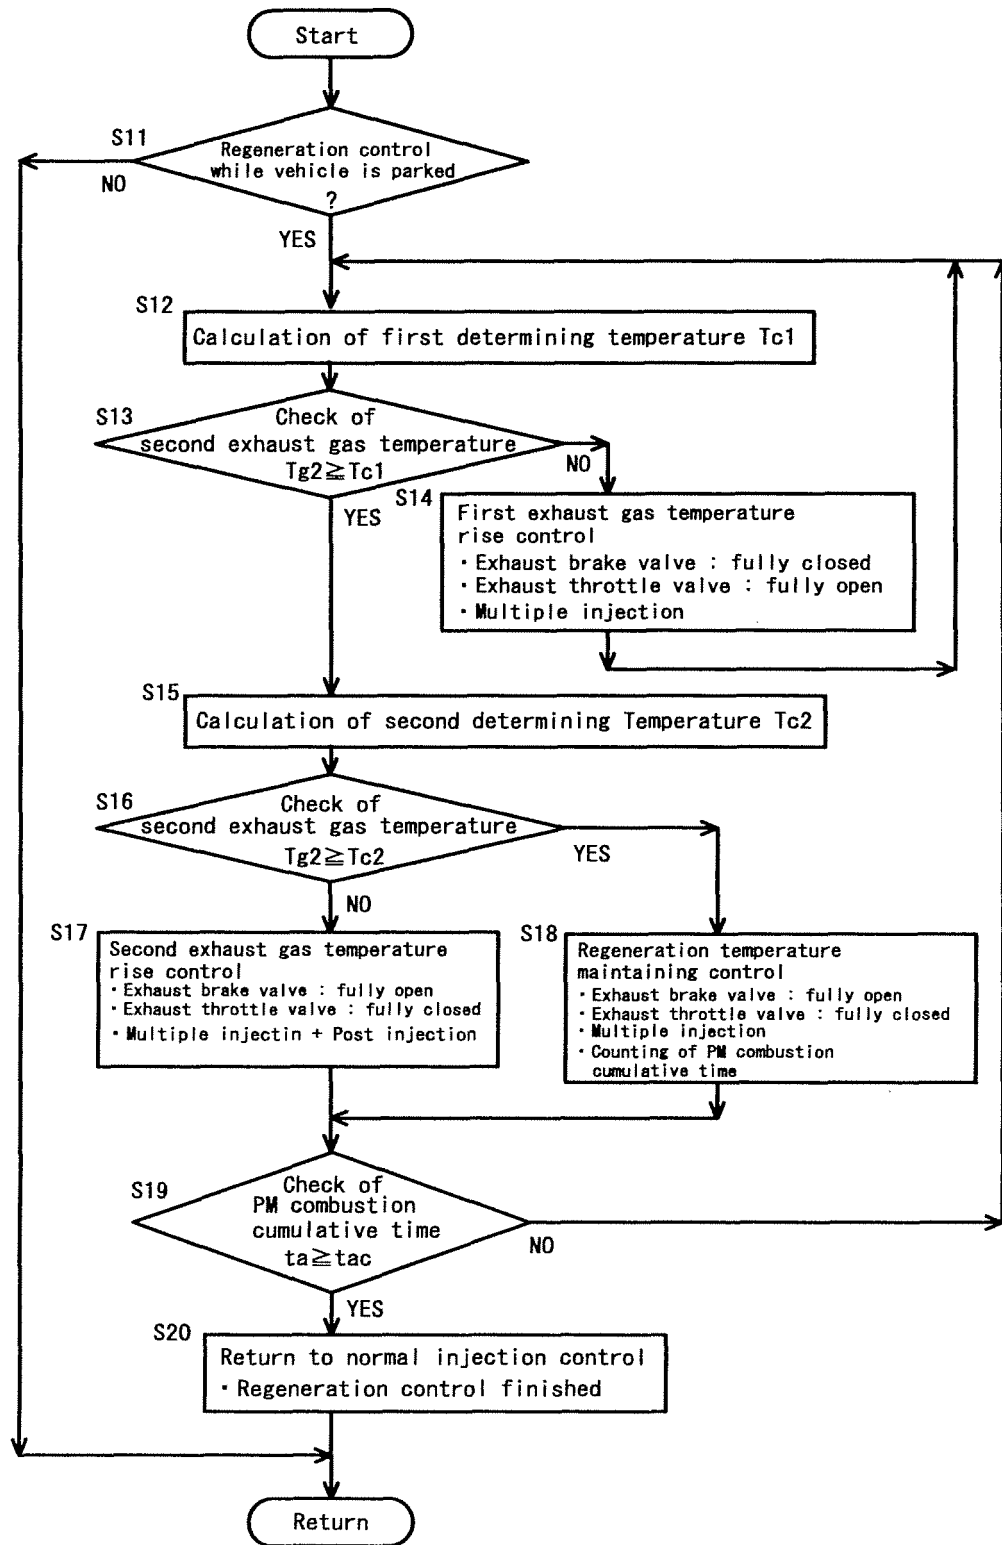 Start
S11
Regeneration control
while vehicle is parked
?
NO
YES
S12
Calculation of first determining temperature Tc1
S13
Check of
second exhaust gas temperature
Tg2≧Tc1
NO
YES
S14
First exhaust gas temperature
rise control
・Exhaust brake valve : fully closed
・Exhaust throttle valve : fully open
・Multiple injection
S15
Calculation of second determining Temperature Tc2
S16
Check of
second exhaust gas temperature
Tg2≧Tc2
YES
NO
S17
Second exhaust gas temperature
rise control
・Exhaust brake valve : fully open
・Exhaust throttle valve : fully closed
・Multiple injectin + Post injection
S18
Regeneration temperature
maintaining control
・Exhaust brake valve : fully open
・Exhaust throttle valve : fully closed
・Multiple injection
・Counting of PM combustion
cumulative time
S19
Check of
PM combustion
cumulative time
ta≧tac
NO
YES
S20
Return to normal injection control
・Regeneration control finished
Return